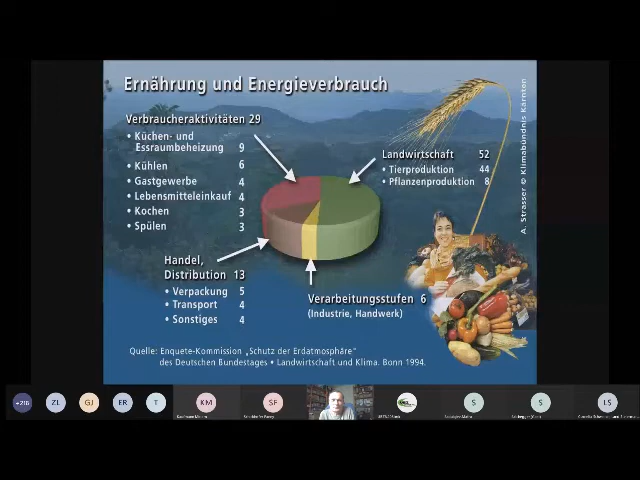 Ernährung und Energieverbrauch
Verbraucheraktivitäten 29
• Küchen- und
Essraumbeheizung 9
• Kühlen 6
• Gastgewerbe 4
• Lebensmitteleinkauf 4
• Kochen 3
• Spülen 3
Landwirtschaft 52
• Tierproduktion 44
• Pflanzenproduktion 8
Handel,
Distribution 13
• Verpackung 5
• Transport 4
• Sonstiges 4
Verarbeitungsstufen 6
(Industrie, Handwerk)
Quelle: Enquete-Kommission „Schutz der Erdatmosphäre"
des Deutschen Bundestages • Landwirtschaft und Klima. Bonn 1994.
A. Strasser © Klimabündnis Kärnten
+216
ZL
GJ
ER
T
KM
SF
S
S
LS